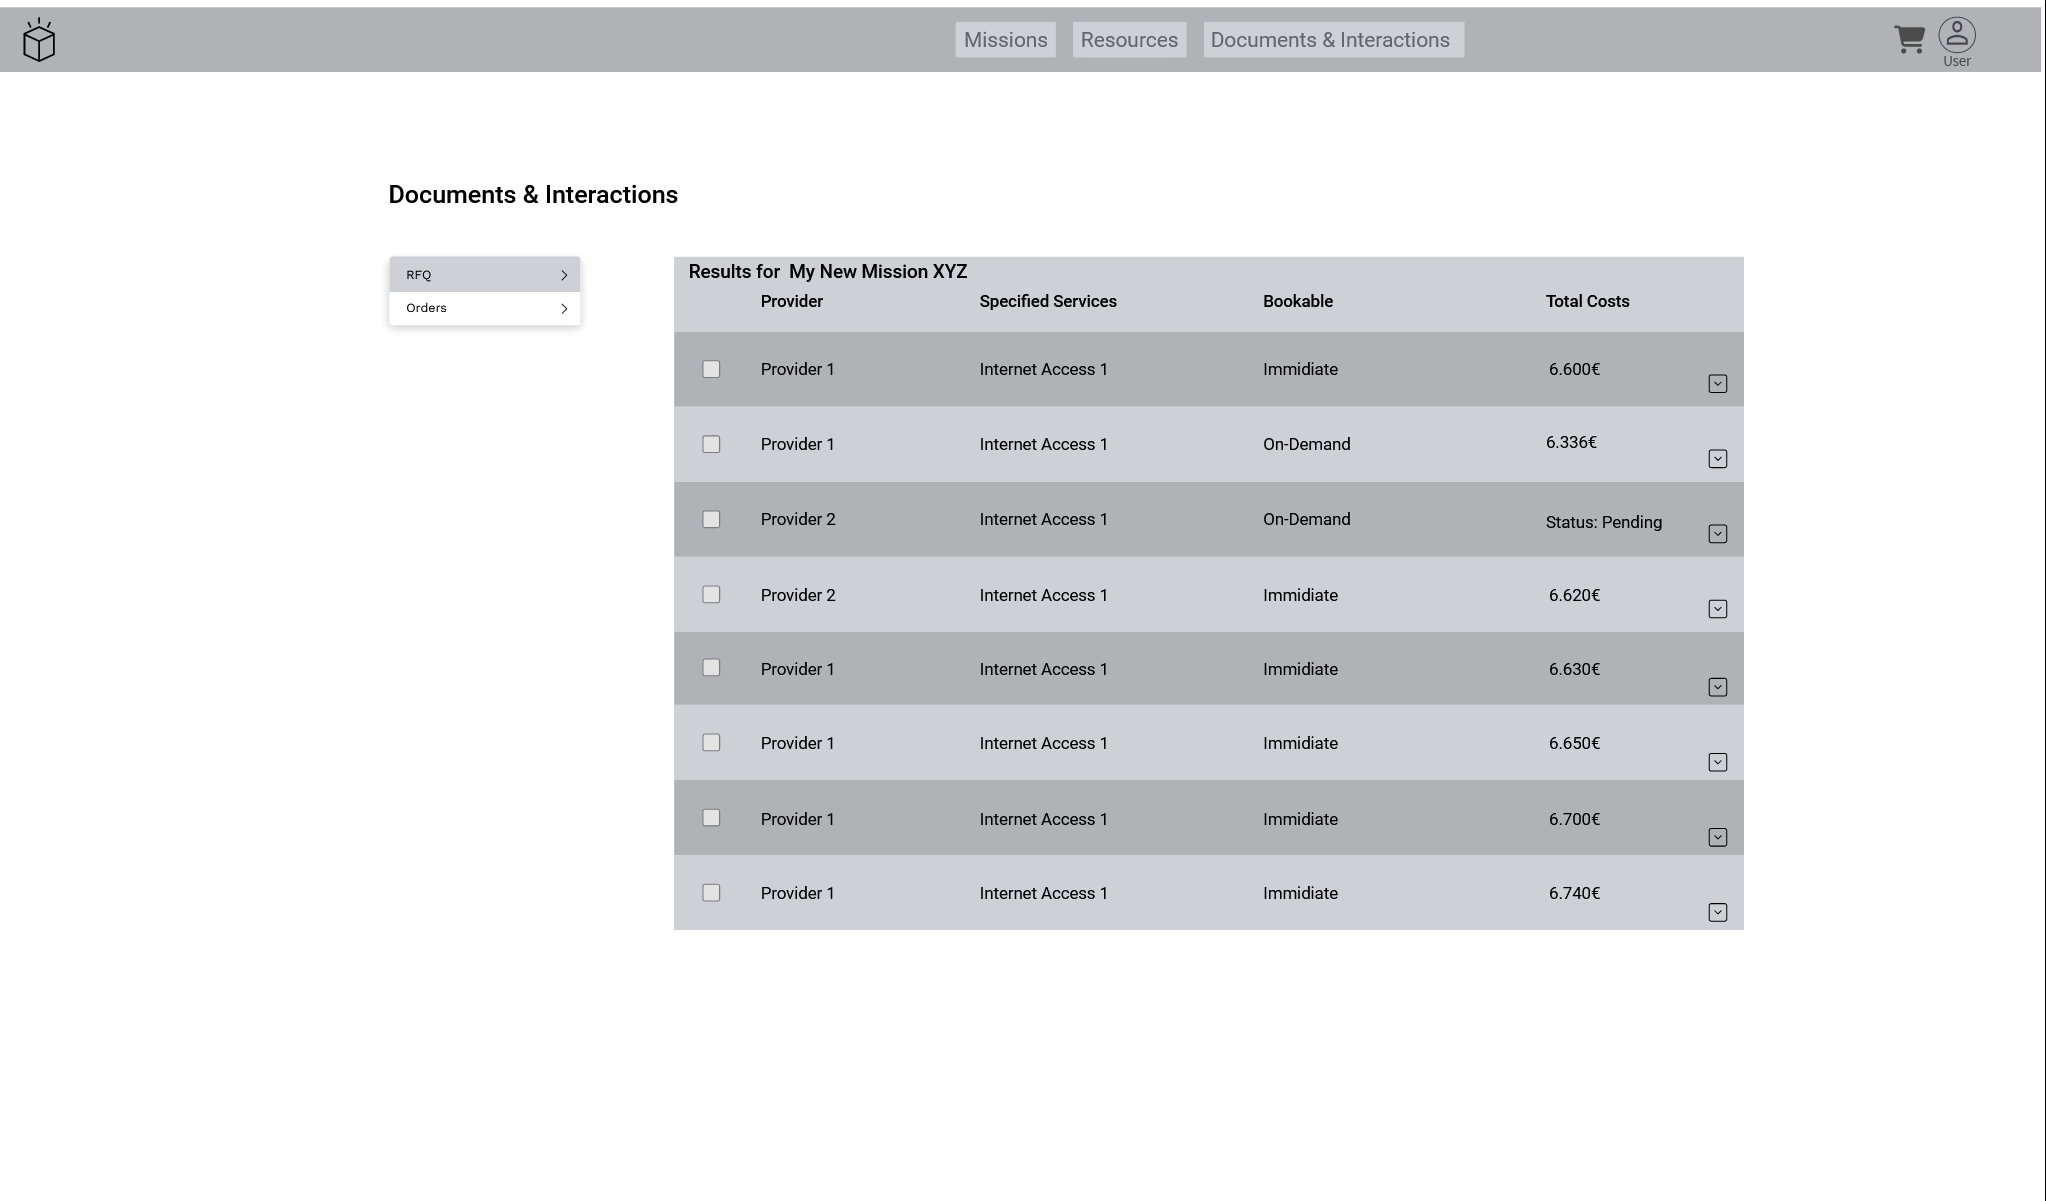 Missions Resources Documents & Interactions
User
Documents & Interactions
RFQ
Orders
Results for My New Mission XYZ
Provider Specified Services Bookable Total Costs
Provider 1 Internet Access 1 Immidiate 6.600€
Provider 1 Internet Access 1 On-Demand 6.336€
Provider 2 Internet Access 1 On-Demand Status: Pending
Provider 2 Internet Access 1 Immidiate 6.620€
Provider 1 Internet Access 1 Immidiate 6.630€
Provider 1 Internet Access 1 Immidiate 6.650€
Provider 1 Internet Access 1 Immidiate 6.700€
Provider 1 Internet Access 1 Immidiate 6.740€